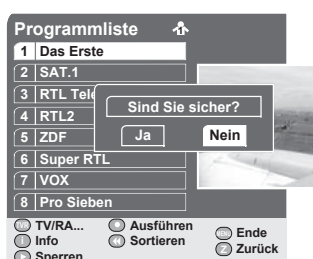 Programmliste
1 Das Erste
2 SAT.1
3 RTL Tele
4 RTL2
5 ZDF
6 Super RTL
7 VOX
8 Pro Sieben
Sind Sie sicher?
Ja Nein
TV/RA... Ausführen Ende
Info Sortieren Zurück
Sperren